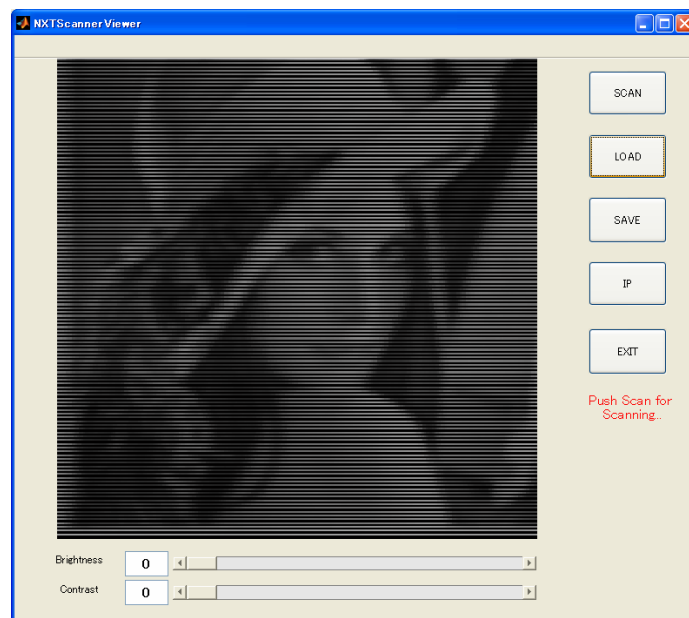 NXTScannerViewer
SCAN
LOAD
SAVE
IP
EXIT
Push Scan for
Scanning..
Brightness
0
Contrast
0